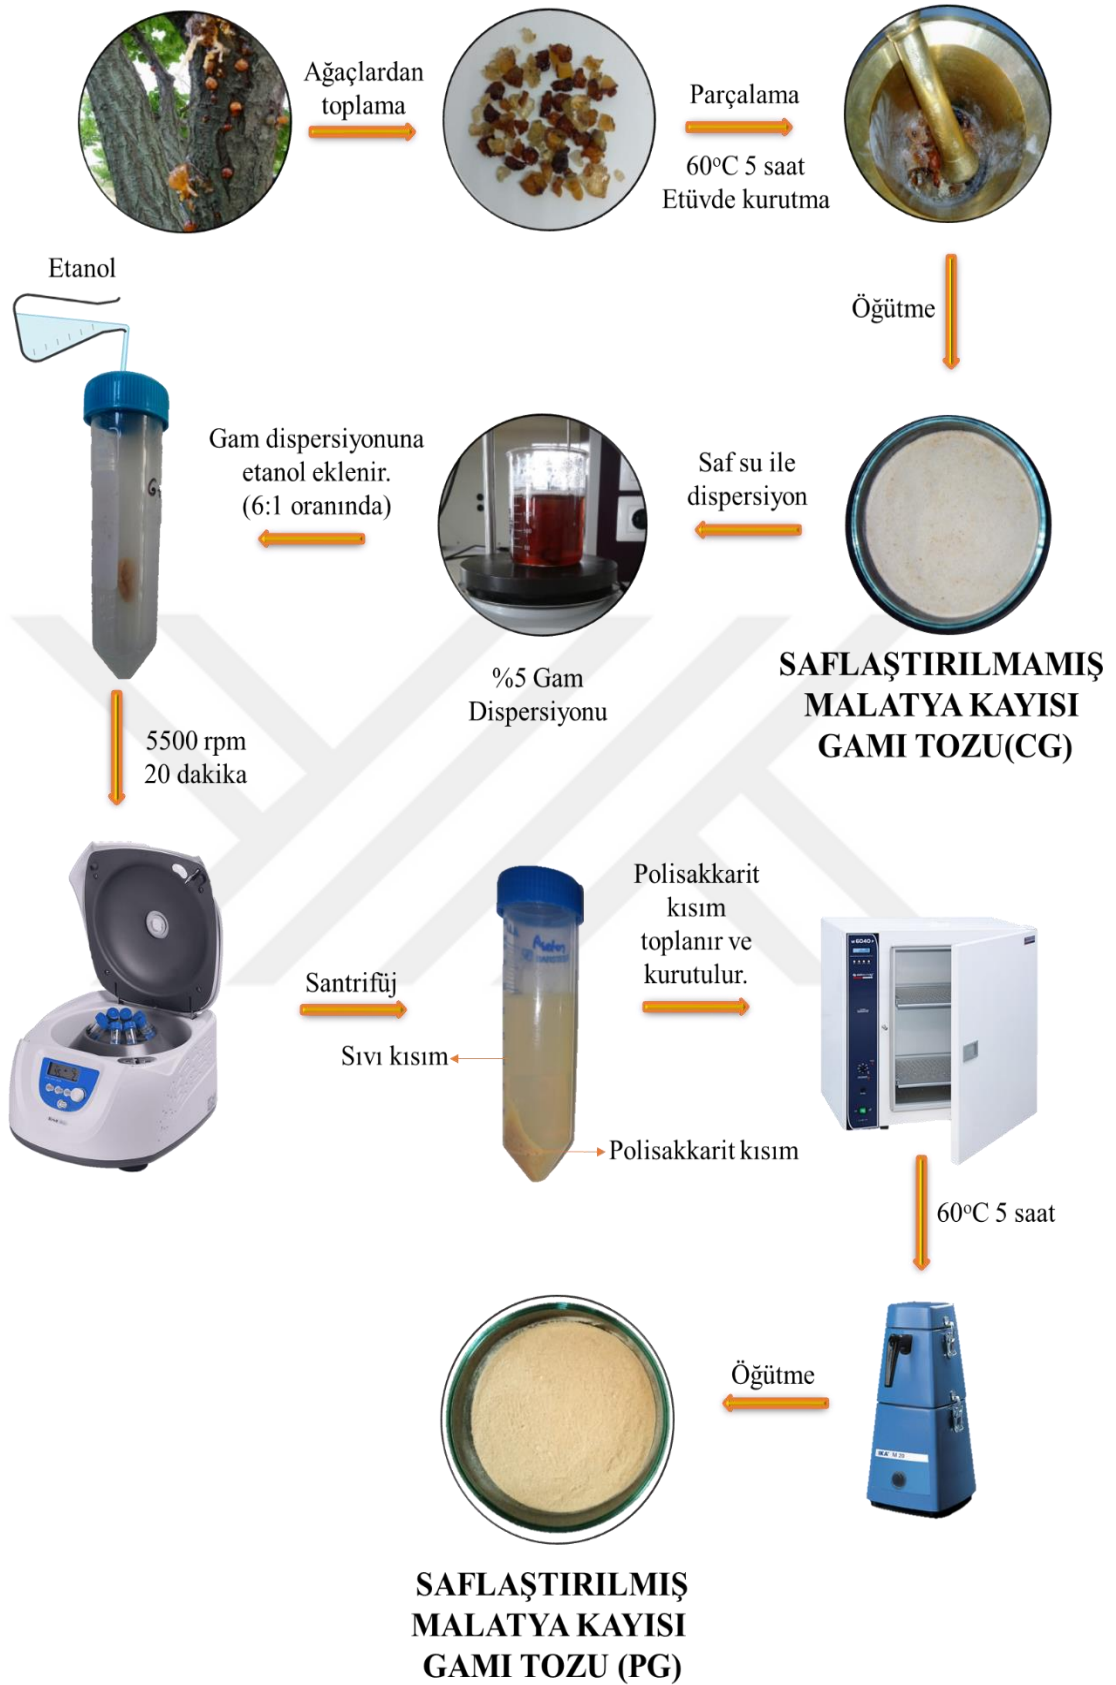 Ağaçlardan
toplama
Parçalama
60°C 5 saat
Etüvde kurutma
Öğütme
Etanol
Gam dispersiyonuna
etanol eklenir.
(6:1 oranında)
Saf su ile
dispersiyon
%5 Gam
Dispersiyonu
SAFLAŞTIRILMAMIŞ
MALATYA KAYISI
GAMI TOZU(CG)
5500 rpm
20 dakika
Santrifüj
Sıvı kısım
Polisakkarit
kısım
toplanır ve
kurutulur.
Polisakkarit kısım
60°C 5 saat
IKA
Öğütme
SAFLAŞTIRILMIŞ
MALATYA KAYISI
GAMI TOZU (PG)